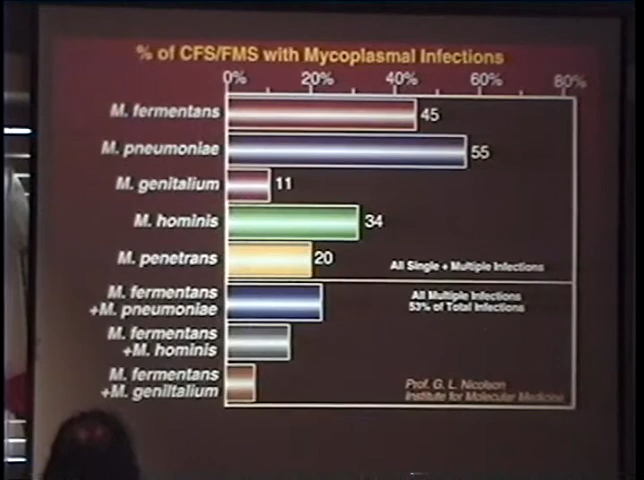 % of CFS/FMS with Mycoplasmal Infections
0% 20% 40% 60% 80%
M. fermentans 45
M. pneumoniae 55
M. genitalium 11
M. hominis 34
M. penetrans 20
All Single + Multiple Infections
M. fermentans
+M. pneumoniae
All Multiple Infections
53% of Total Infections
M. fermentans
+M. hominis
M. fermentans
+M. geniltalium
Prof. G. L. Nicolson
Institute for Molecular Medicine